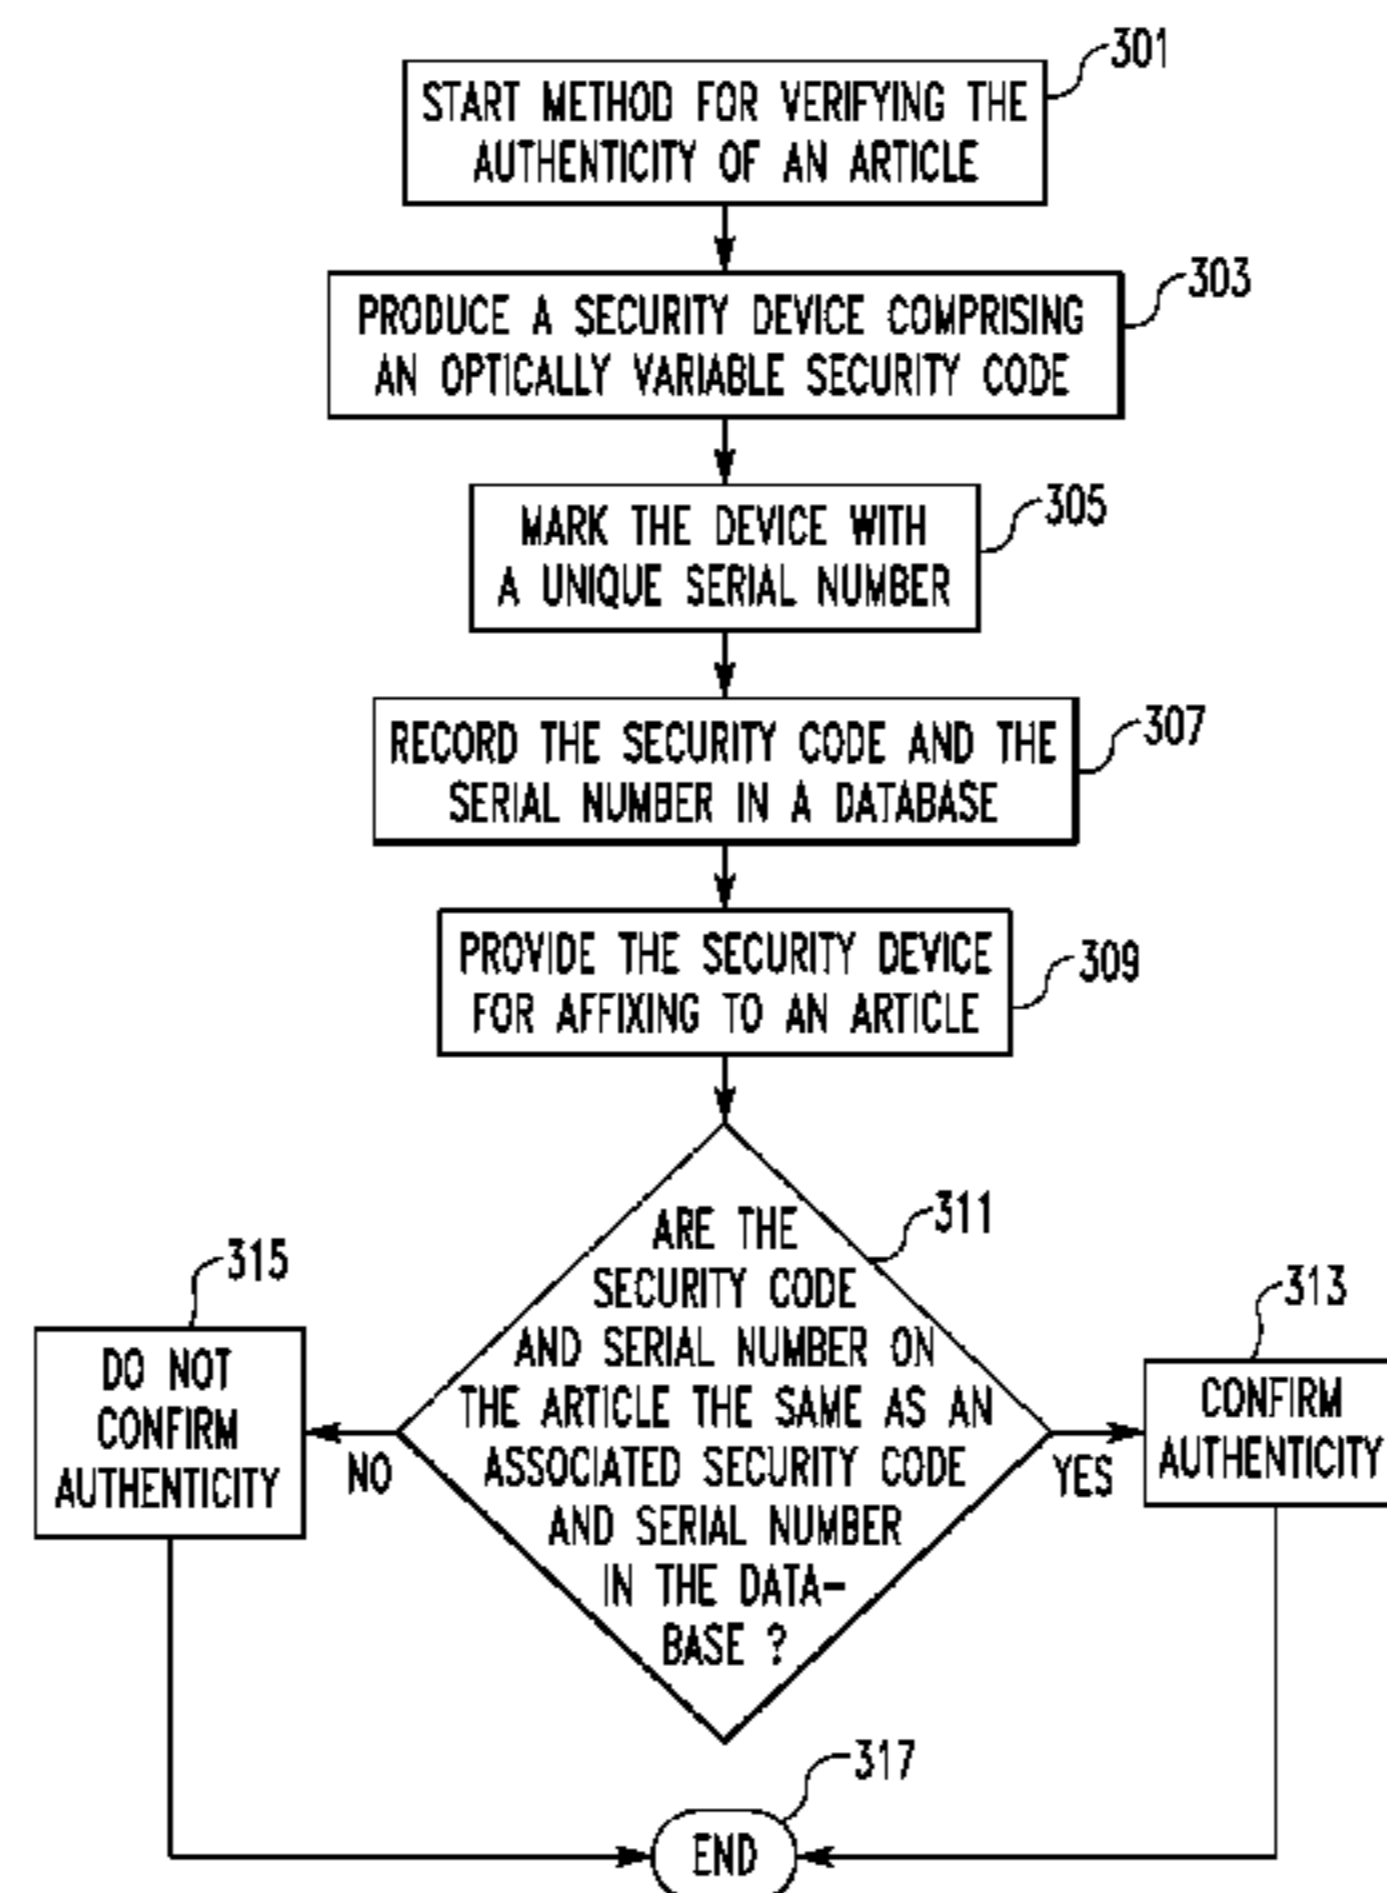 301
START METHOD FOR VERIFYING THE
AUTHENTICITY OF AN ARTICLE
303
PRODUCE A SECURITY DEVICE COMPRISING
AN OPTICALLY VARIABLE SECURITY CODE
305
MARK THE DEVICE WITH
A UNIQUE SERIAL NUMBER
307
RECORD THE SECURITY CODE AND THE
SERIAL NUMBER IN A DATABASE
309
PROVIDE THE SECURITY DEVICE
FOR AFFIXING TO AN ARTICLE
311
ARE THE
SECURITY CODE
AND SERIAL NUMBER ON
THE ARTICLE THE SAME AS AN
ASSOCIATED SECURITY CODE
AND SERIAL NUMBER
IN THE DATA-
BASE ?
315
DO NOT
CONFIRM
AUTHENTICITY
NO
YES
313
CONFIRM
AUTHENTICITY
317
END